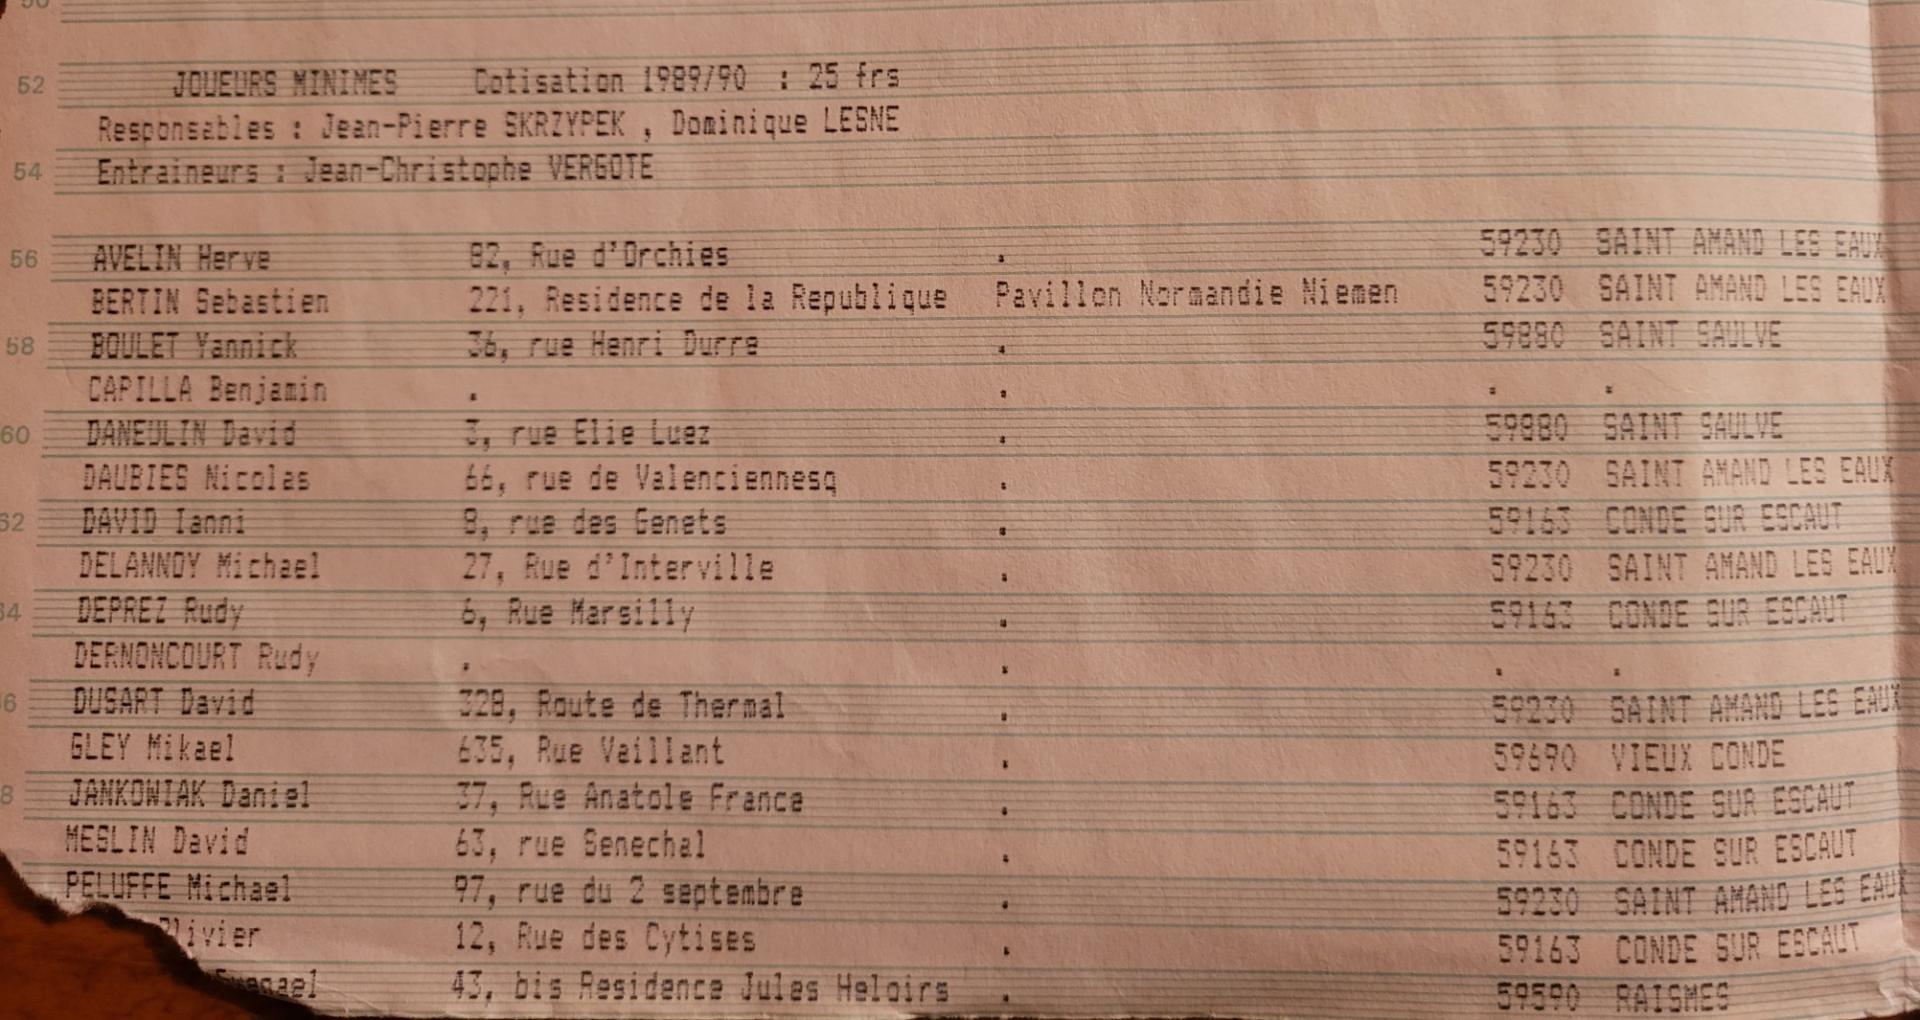 52 JOUEURS MINIMES Cotisation 1989/90 : 25 frs
Responsables : Jean-Pierre SKRZYPEK , Dominique LESNE
54 Entraineurs : Jean-Christophe VERGOTE
56 AVELIN Herve 82, Rue d'Orchies . 59230 SAINT AMAND LES EAUX
BERTIN Sebastien 221, Residence de la Republique Pavillon Normandie Niemen 59230 SAINT AMAND LES EAUX
58 BOULET Yannick 36, rue Henri Durre . 59880 SAINT SAULVE
CAPILLA Benjamin . . . .
60 DANEULIN David 3, rue Elie Luez . 59880 SAINT SAULVE
DAUBIES Nicolas 66, rue de Valenciennesq . 59230 SAINT AMAND LES EAUX
62 DAVID Ianni 8, rue des Genets . 59163 CONDE SUR ESCAUT
DELANNOY Michael 27, Rue d'Interville . 59230 SAINT AMAND LES EAUX
DEPREZ Rudy 6, Rue Marsilly . 59163 CONDE SUR ESCAUT
DERNONCOURT Rudy . . . .
DUSART David 328, Route de Thermal . 59230 SAINT AMAND LES EAUX
GLEY Mikael 635, Rue Vaillant . 59690 VIEUX CONDE
JANKOWIAK Daniel 37, Rue Anatole France . 59163 CONDE SUR ESCAUT
MESLIN David 63, rue Senechal . 59163 CONDE SUR ESCAUT
PELUFFE Michael 97, rue du 2 septembre . 59230 SAINT AMAND LES EAUX
Olivier 12, Rue des Cytises . 59163 CONDE SUR ESCAUT
43, bis Residence Jules Heloirs . 59590 RAISMES